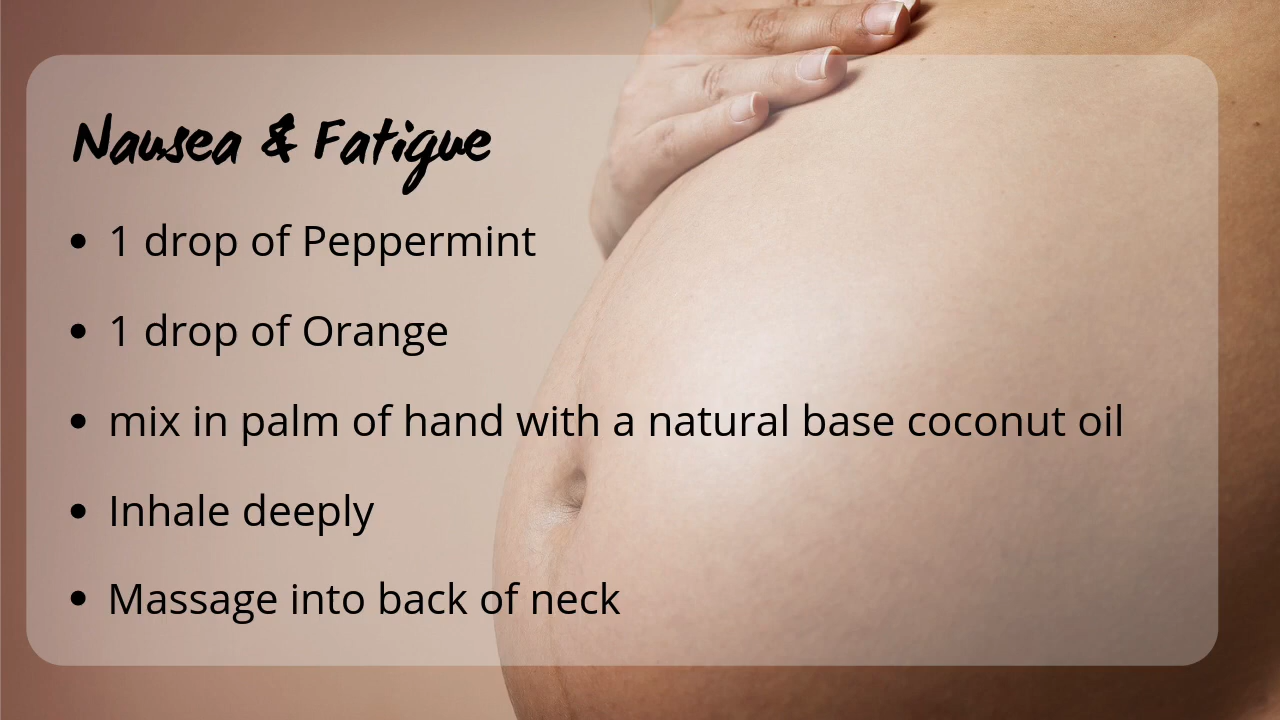 Nausea & Fatigue
• 1 drop of Peppermint
• 1 drop of Orange
• mix in palm of hand with a natural base coconut oil
• Inhale deeply
• Massage into back of neck